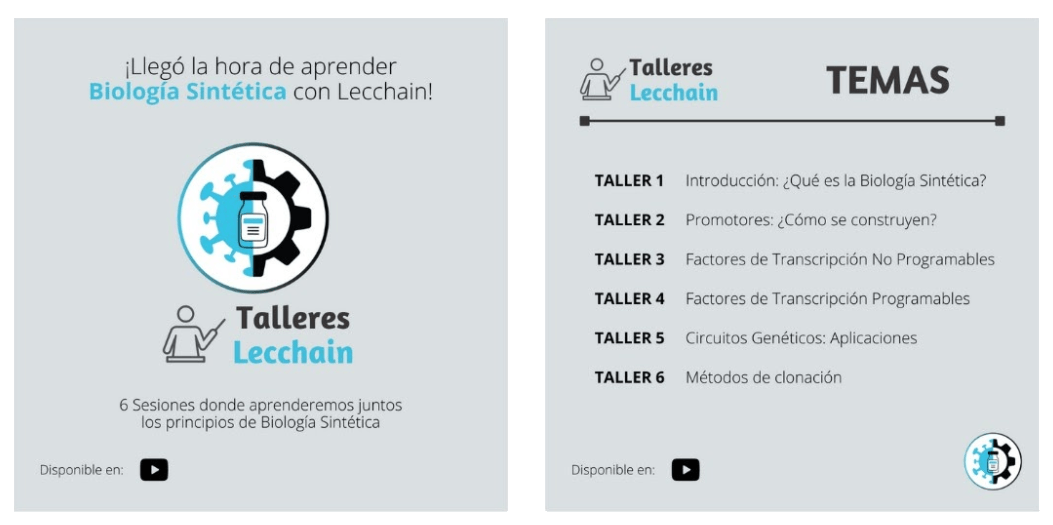 ¡Llegó la hora de aprender
Biología Sintética con Lecchain!
Talleres
Lecchain
6 Sesiones donde aprenderemos juntos
los principios de Biología Sintética
Disponible en:
Talleres
Lecchain
TEMAS
TALLER 1 Introducción: ¿Qué es la Biología Sintética?
TALLER 2 Promotores: ¿Cómo se construyen?
TALLER 3 Factores de Transcripción No Programables
TALLER 4 Factores de Transcripción Programables
TALLER 5 Circuitos Genéticos: Aplicaciones
TALLER 6 Métodos de clonación
Disponible en: